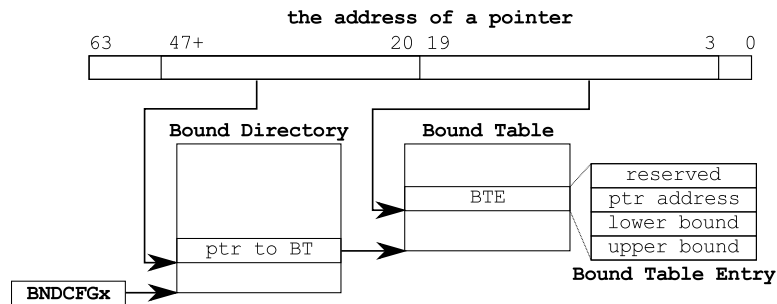 the address of a pointer
63 47+ 20 19 3 0
Bound Directory Bound Table
reserved
BTE ptr address
lower bound
ptr to BT upper bound
Bound Table Entry
BNDCFGx